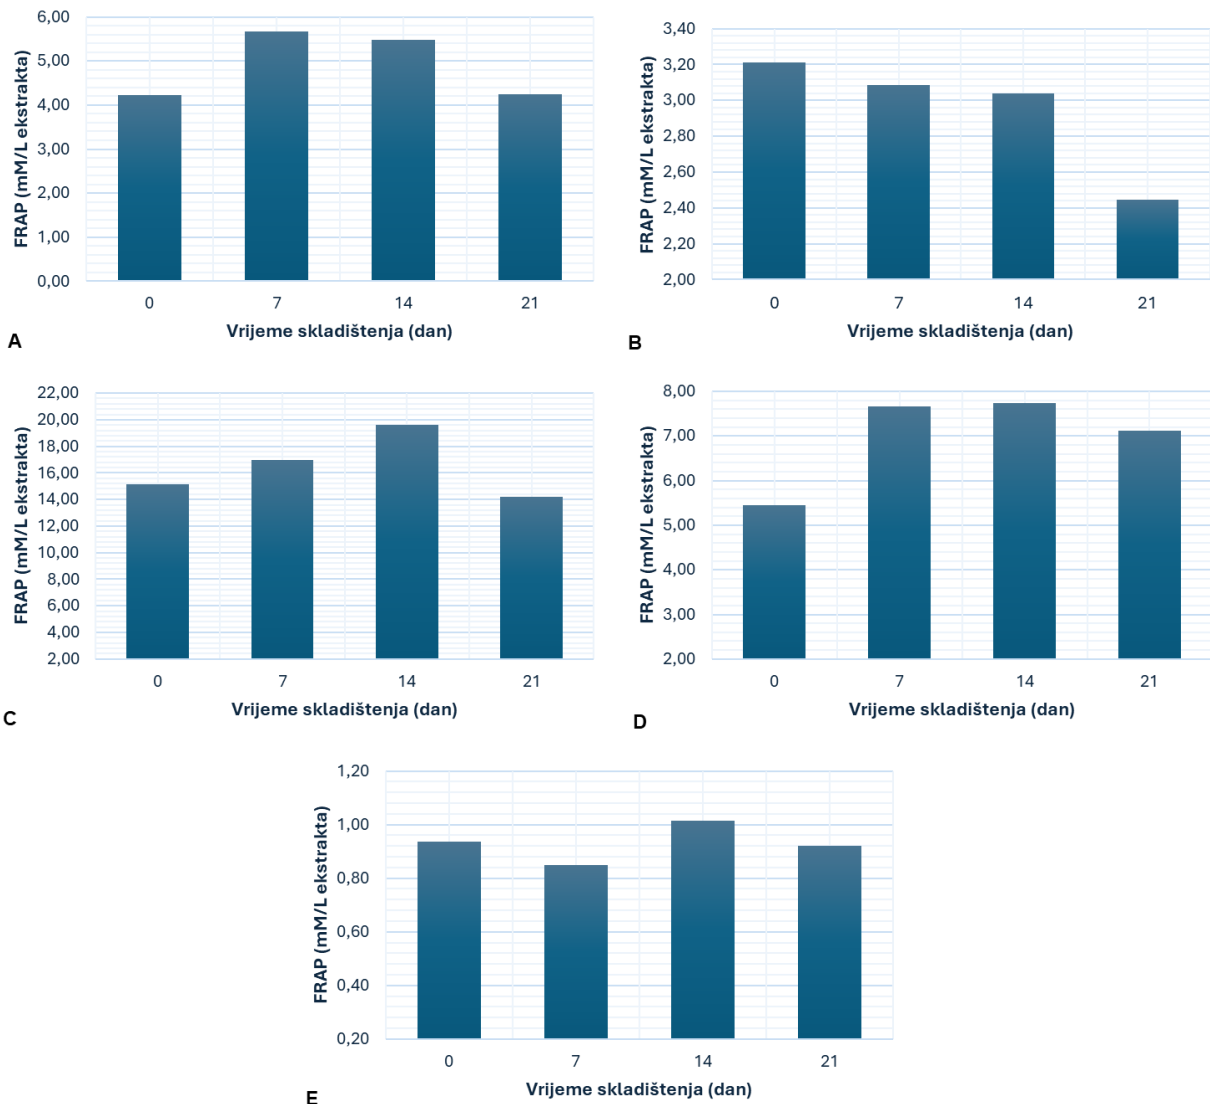 6,00
5,00
4,00
3,00
2,00
1,00
0,00
FRAP (mM/L ekstrakta)
0 7 14 21
Vrijeme skladištenja (dan)
A
3,40
3,20
3,00
2,80
2,60
2,40
2,20
2,00
FRAP (mM/L ekstrakta)
0 7 14 21
Vrijeme skladištenja (dan)
B
22,00
20,00
18,00
16,00
14,00
12,00
10,00
8,00
6,00
4,00
2,00
FRAP (mM/L ekstrakta)
0 7 14 21
Vrijeme skladištenja (dan)
C
8,00
7,00
6,00
5,00
4,00
3,00
2,00
FRAP (mM/L ekstrakta)
0 7 14 21
Vrijeme skladištenja (dan)
D
1,20
1,00
0,80
0,60
0,40
0,20
FRAP (mM/L ekstrakta)
0 7 14 21
Vrijeme skladištenja (dan)
E